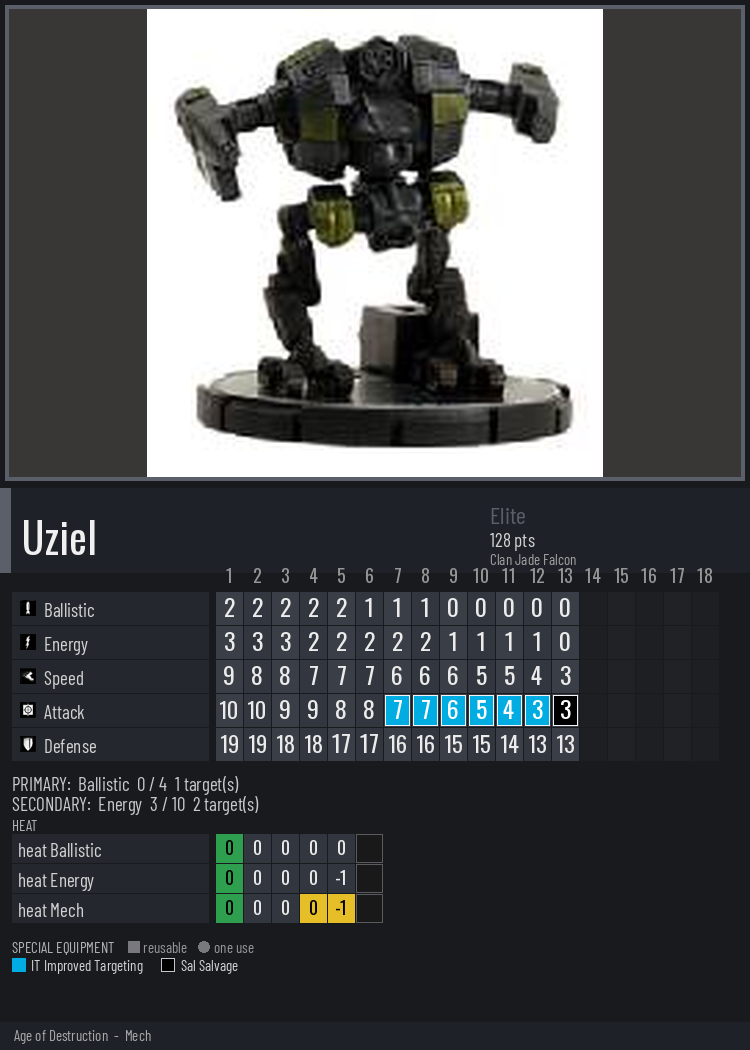 Uziel
Elite
128 pts
Clan Jade Falcon
1 2 3 4 5 6 7 8 9 10 11 12 13 14 15 16 17 18
Ballistic 2 2 2 2 2 1 1 1 0 0 0 0 0
Energy 3 3 3 2 2 2 2 2 1 1 1 1 0
Speed 9 8 8 7 7 7 6 6 6 5 5 4 3
Attack 10 10 9 9 8 8 7 7 6 5 4 3 3
Defense 19 19 18 18 17 17 16 16 15 15 14 13 13
PRIMARY: Ballistic 0 / 4 1 target(s)
SECONDARY: Energy 3 / 10 2 target(s)
HEAT
heat Ballistic 0 0 0 0 0
heat Energy 0 0 0 0 -1
heat Mech 0 0 0 0 -1
SPECIAL EQUIPMENT reusable one use
IT Improved Targeting Sal Salvage
Age of Destruction - Mech